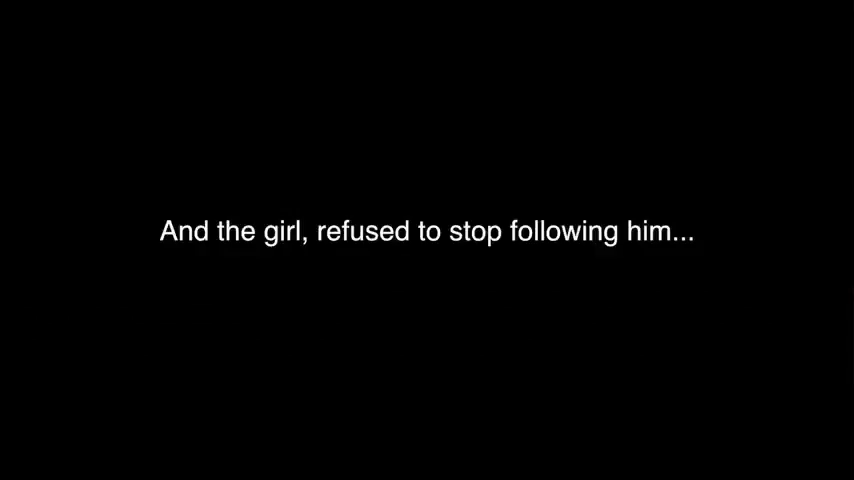 And the girl, refused to stop following him...